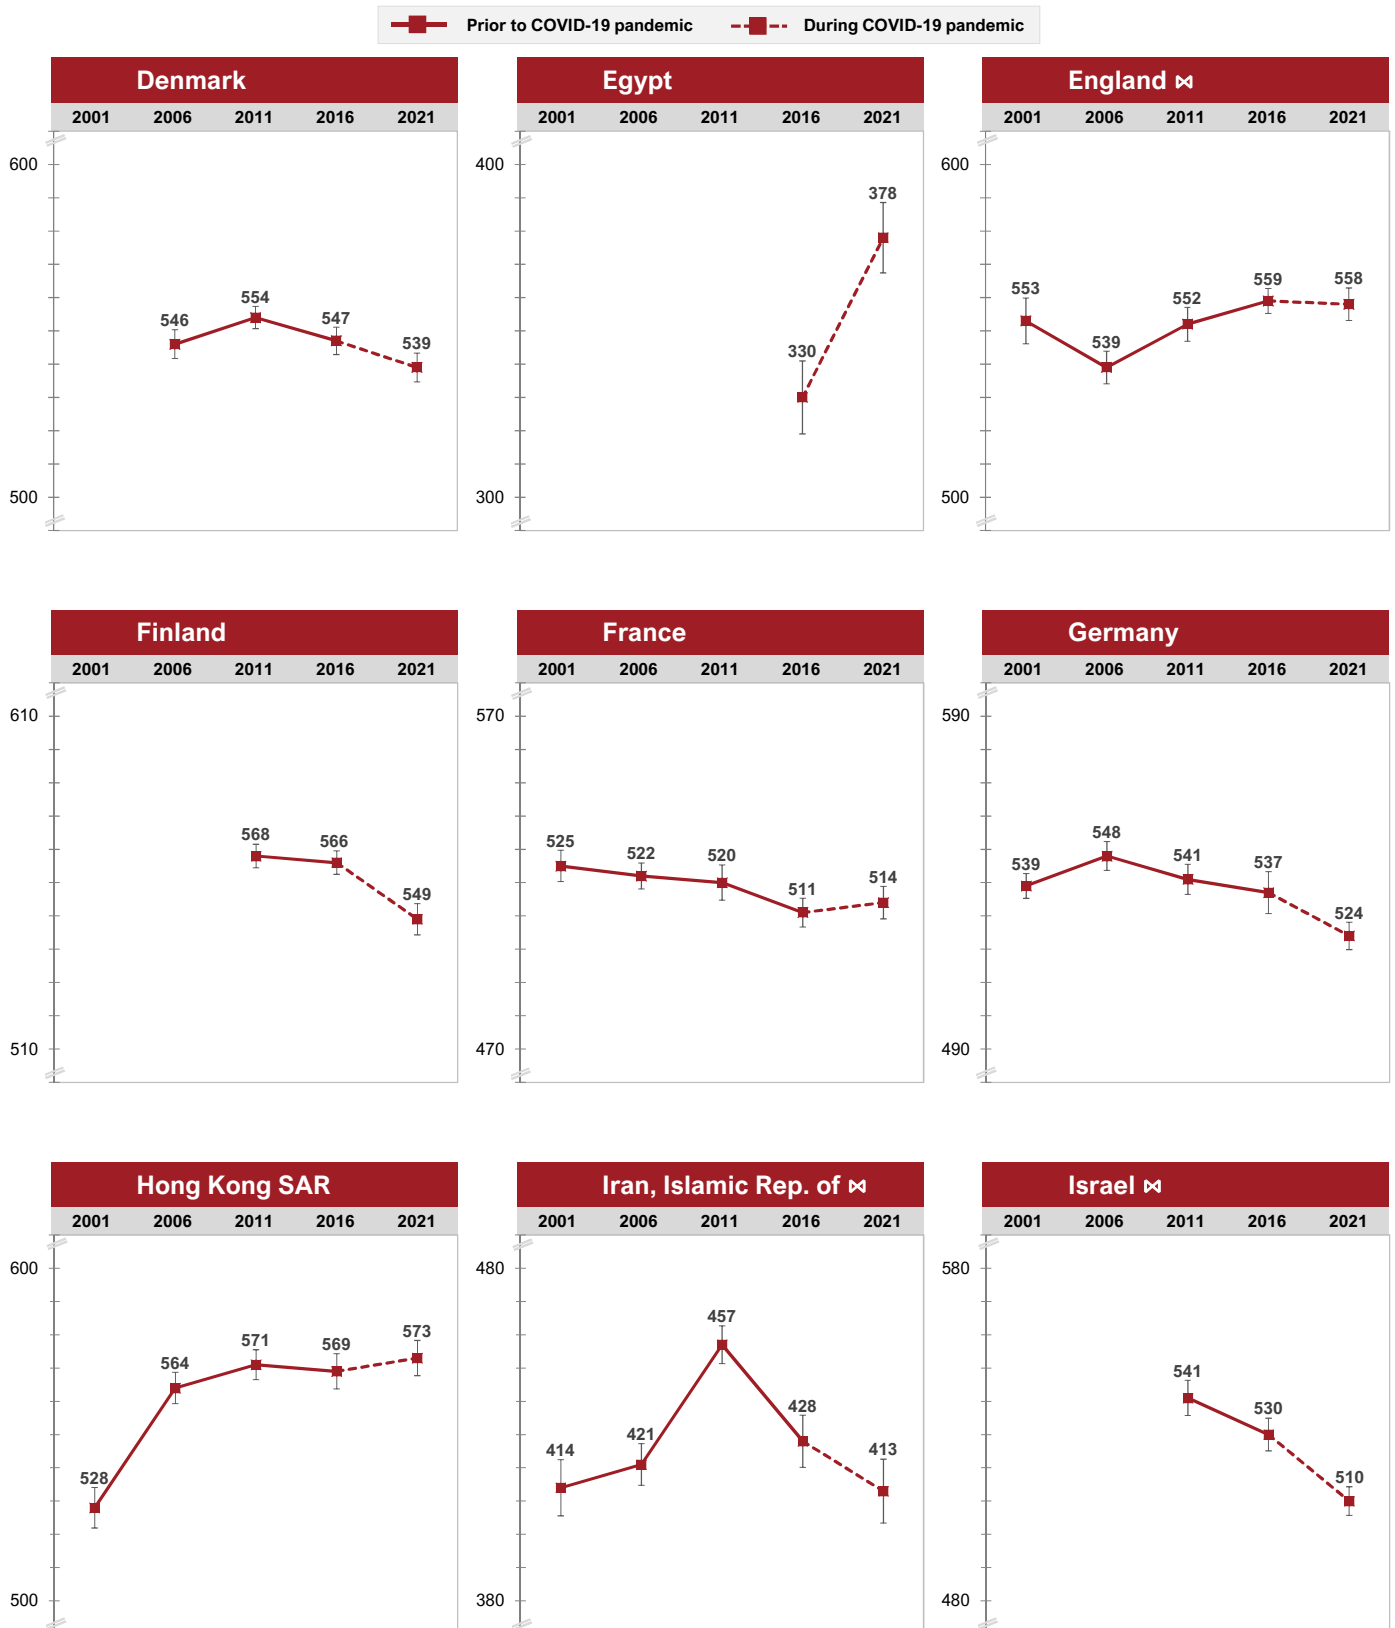 Prior to COVID-19 pandemic During COVID-19 pandemic
Denmark
2001 2006 2011 2016 2021
600
546
554
547
539
500
Egypt
2001 2006 2011 2016 2021
400
378
330
300
England ⋈
2001 2006 2011 2016 2021
600
553
539
552
559
558
500
Finland
2001 2006 2011 2016 2021
610
568
566
549
510
France
2001 2006 2011 2016 2021
570
525
522
520
511
514
470
Germany
2001 2006 2011 2016 2021
590
539
548
541
537
524
490
Hong Kong SAR
2001 2006 2011 2016 2021
600
528
564
571
569
573
500
Iran, Islamic Rep. of ⋈
2001 2006 2011 2016 2021
480
414
421
457
428
413
380
Israel ⋈
2001 2006 2011 2016 2021
580
541
530
510
480